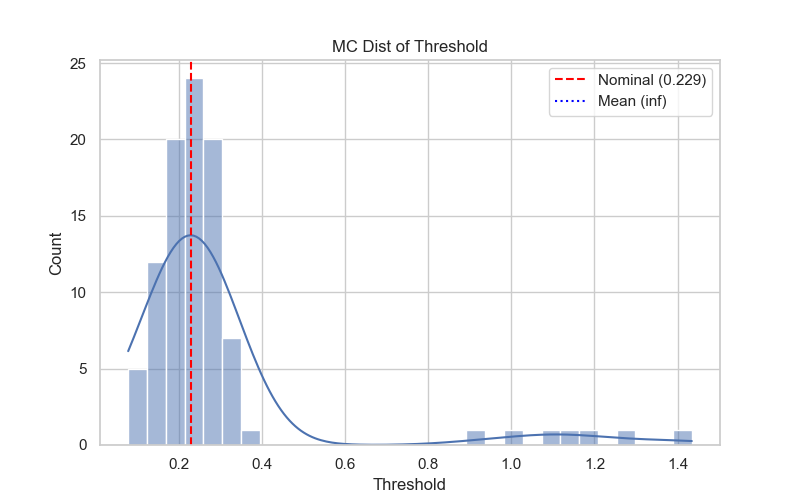 MC Dist of Threshold
Nominal (0.229)
Mean (inf)
25
20
15
10
5
0
Count
0.2 0.4 0.6 0.8 1.0 1.2 1.4
Threshold